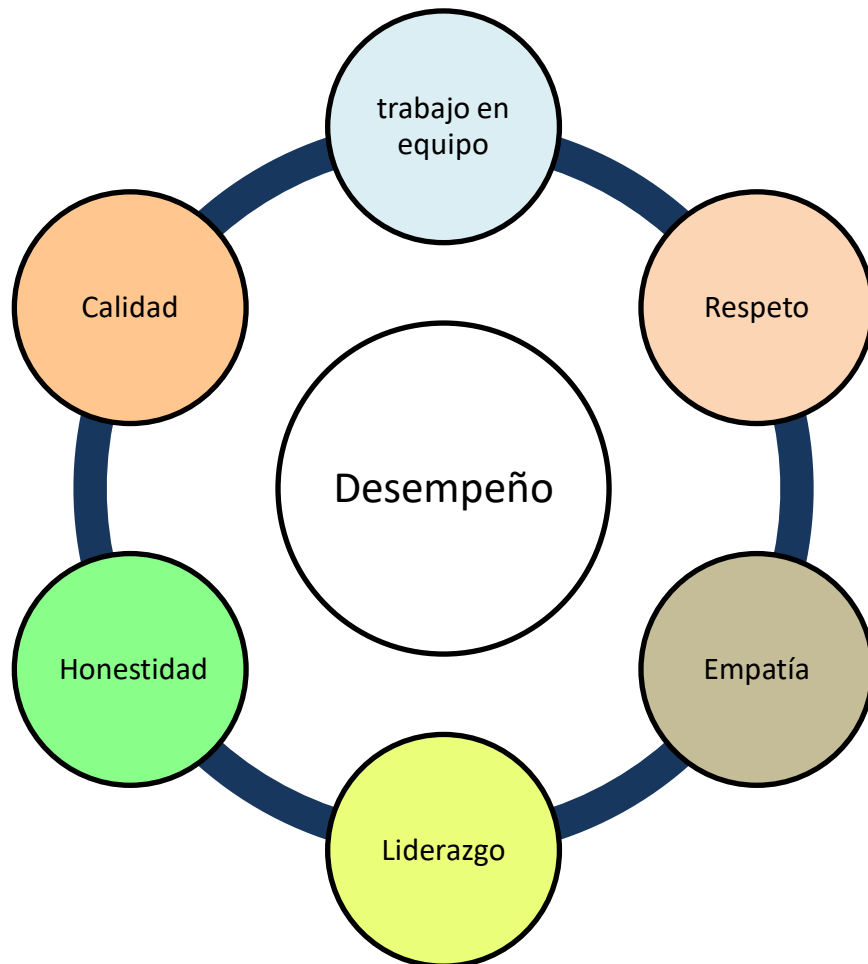 trabajo en
equipo
Calidad
Respeto
Desempeño
Honestidad
Empatía
Liderazgo